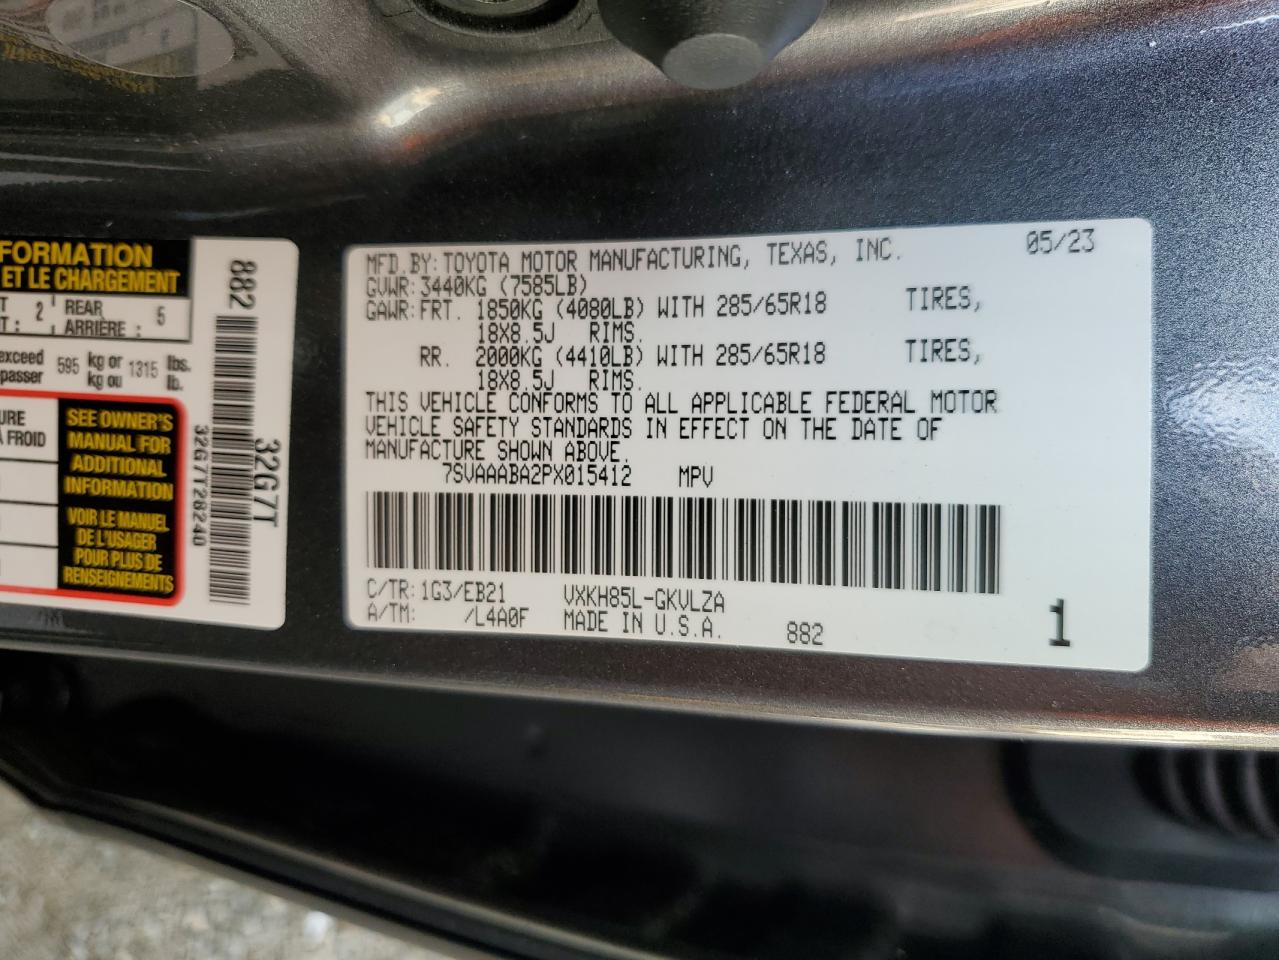 FORMATION
ET LE CHARGEMENT
2 REAR 5
ARRIÈRE :
exceed 595 kg or 1315 lbs.
passer kg ou lb.
FROID
SEE OWNER'S
MANUAL FOR
ADDITIONAL
INFORMATION
VOIR LE MANUEL
DE L'USAGER
POUR PLUS DE
RENSEIGNEMENTS
882
32G7T
32G7T28240
MFD.BY:TOYOTA MOTOR MANUFACTURING, TEXAS, INC. 05/23
GVWR:3440KG (7585LB)
GAWR:FRT. 1850KG (4080LB) WITH 285/65R18 TIRES,
18X8.5J RIMS.
RR. 2000KG (4410LB) WITH 285/65R18 TIRES,
18X8.5J RIMS.
THIS VEHICLE CONFORMS TO ALL APPLICABLE FEDERAL MOTOR
VEHICLE SAFETY STANDARDS IN EFFECT ON THE DATE OF
MANUFACTURE SHOWN ABOVE.
7SVAAABA2PX015412 MPV
C/TR:1G3/EB21 VXKH85L-GKVLZA
A/TM: /L4A0F MADE IN U.S.A. 882 1